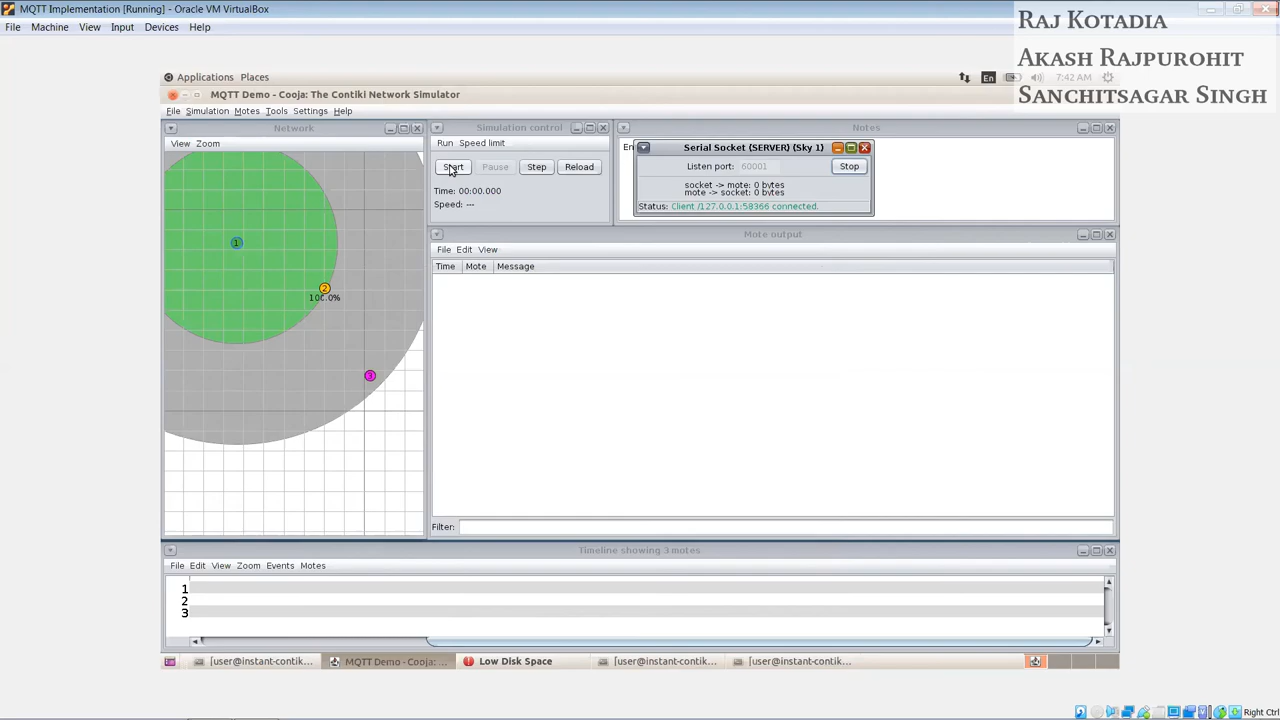 MQTT Implementation [Running] - Oracle VM VirtualBox
File Machine View Input Devices Help
RAJ KOTADIA
AKASH RAJPUROHIT
SANCHITSAGAR SINGH
Applications Places
En
7:42 AM
MQTT Demo - Cooja: The Contiki Network Simulator
File Simulation Motes Tools Settings Help
Network
View Zoom
1
2
100.0%
3
Simulation control
Run Speed limit
Start Pause Step Reload
Time: 00:00.000
Speed: ---
Notes
En
Serial Socket (SERVER) (Sky 1)
Listen port: 60001 Stop
socket -> mote: 0 bytes
mote -> socket: 0 bytes
Status: Client /127.0.0.1:58366 connected.
Mote output
File Edit View
Time Mote Message
Filter:
Timeline showing 3 motes
File Edit View Zoom Events Motes
1
2
3
[user@instant-contik... MQTT Demo - Cooja: ... Low Disk Space [user@instant-contik... [user@instant-contik...
Right Ctrl